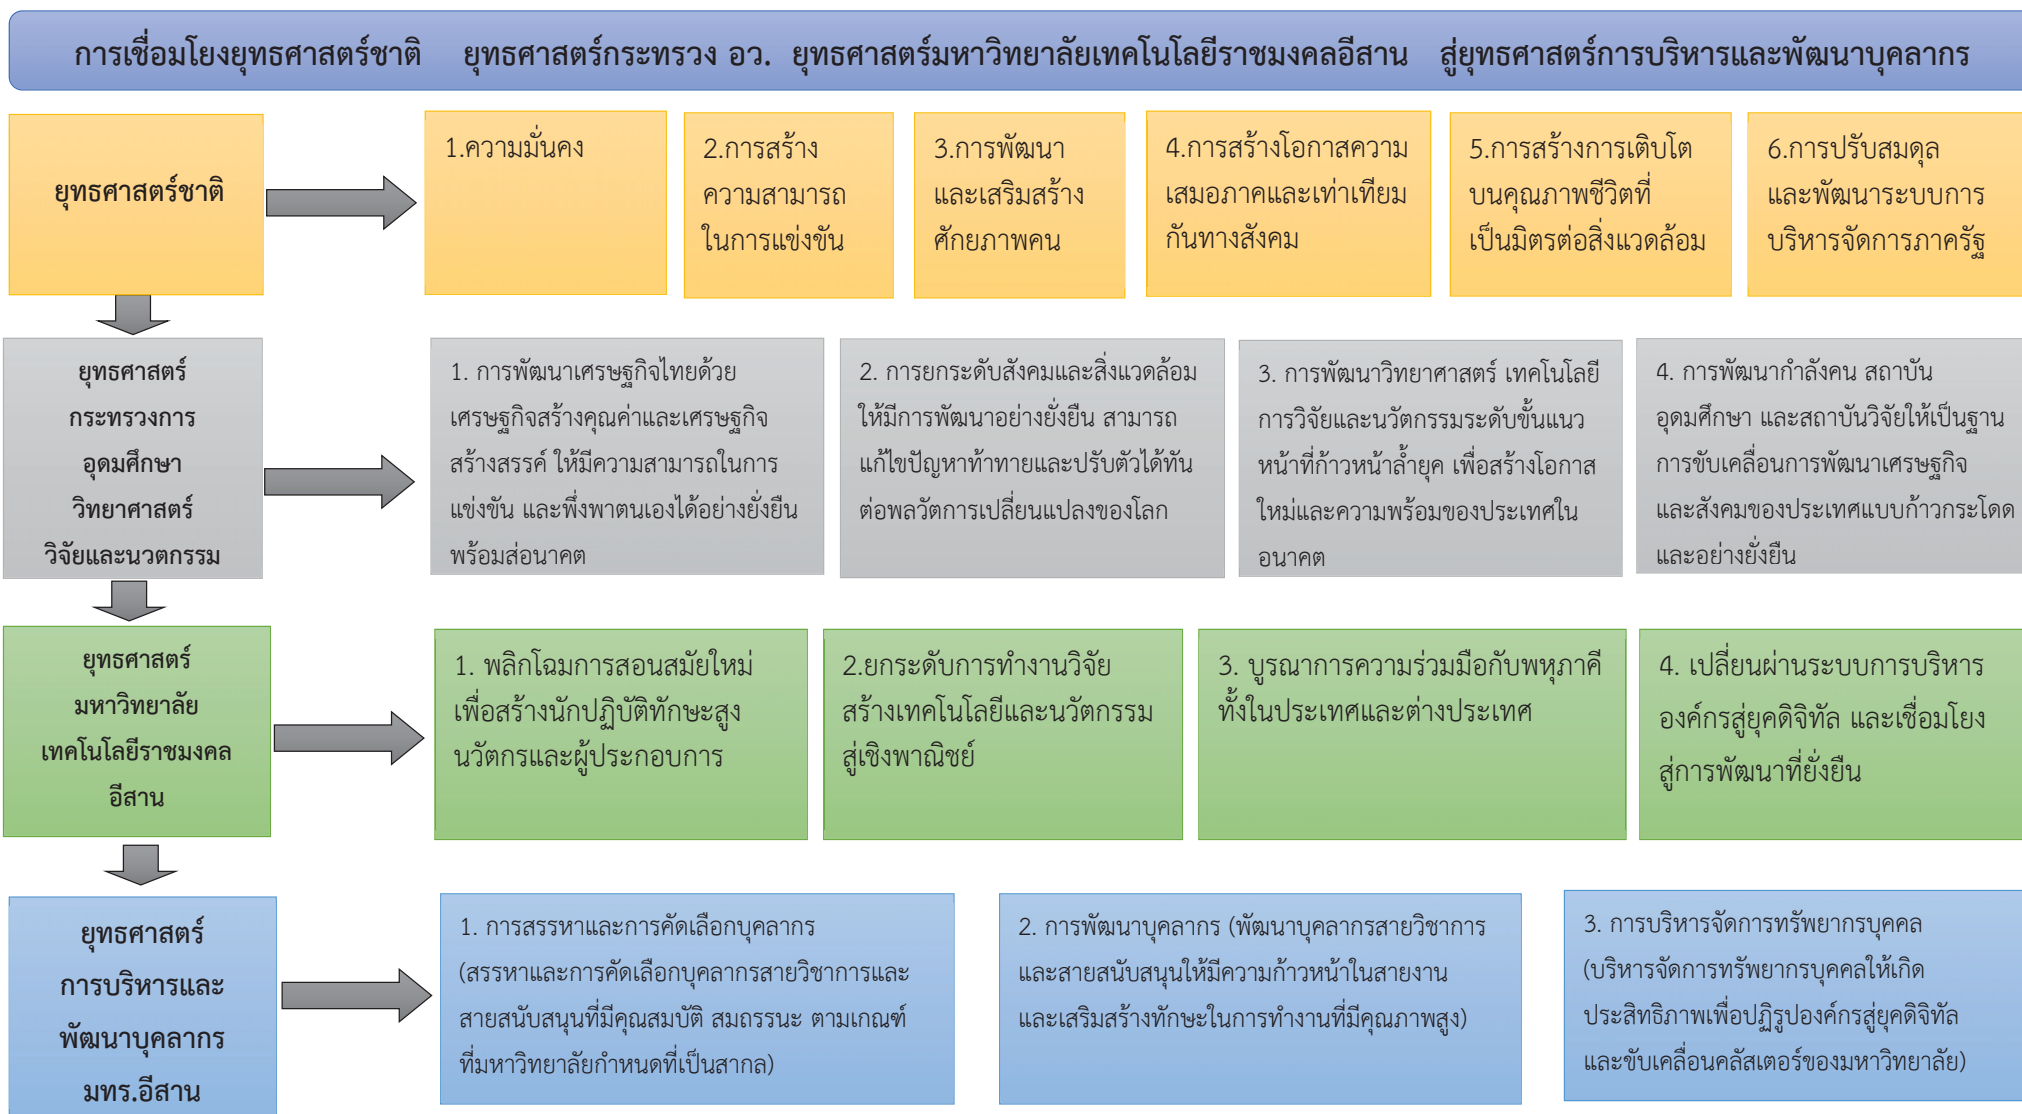 การเชื่อมโยงยุทธศาสตร์ชาติ ยุทธศาสตร์กระทรวง อว. ยุทธศาสตร์มหาวิทยาลัยเทคโนโลยีราชมงคลอีสาน สู่ยุทธศาสตร์การบริหารและพัฒนาบุคลากร
ยุทธศาสตร์ชาติ
1.ความมั่นคง
2.การสร้าง
ความสามารถ
ในการแข่งขัน
3.การพัฒนา
และเสริมสร้าง
ศักยภาพคน
4.การสร้างโอกาสความ
เสมอภาคและเท่าเทียม
กันทางสังคม
5.การสร้างการเติบโต
บนคุณภาพชีวิตที่
เป็นมิตรต่อสิ่งแวดล้อม
6.การปรับสมดุล
และพัฒนาระบบการ
บริหารจัดการภาครัฐ
ยุทธศาสตร์
กระทรวงการ
อุดมศึกษา
วิทยาศาสตร์
วิจัยและนวตกรรม
1. การพัฒนาเศรษฐกิจไทยด้วย
เศรษฐกิจสร้างคุณค่าและเศรษฐกิจ
สร้างสรรค์ ให้มีความสามารถในการ
แข่งขัน และพึ่งพาตนเองได้อย่างยั่งยืน
พร้อมส่อนาคต
2. การยกระดับสังคมและสิ่งแวดล้อม
ให้มีการพัฒนาอย่างยั่งยืน สามารถ
แก้ไขปัญหาท้าทายและปรับตัวได้ทัน
ต่อพลวัตการเปลี่ยนแปลงของโลก
3. การพัฒนาวิทยาศาสตร์ เทคโนโลยี
การวิจัยและนวัตกรรมระดับขั้นแนว
หน้าที่ก้าวหน้าล้ำยุค เพื่อสร้างโอกาส
ใหม่และความพร้อมของประเทศใน
อนาคต
4. การพัฒนากำลังคน สถาบัน
อุดมศึกษา และสถาบันวิจัยให้เป็นฐาน
การขับเคลื่อนการพัฒนาเศรษฐกิจ
และสังคมของประเทศแบบก้าวกระโดด
และอย่างยั่งยืน
ยุทธศาสตร์
มหาวิทยาลัย
เทคโนโลยีราชมงคล
อีสาน
1. พลิกโฉมการสอนสมัยใหม่
เพื่อสร้างนักปฏิบัติทักษะสูง
นวัตกรและผู้ประกอบการ
2.ยกระดับการทำงานวิจัย
สร้างเทคโนโลยีและนวัตกรรม
สู่เชิงพาณิชย์
3. บูรณาการความร่วมมือกับพหุภาคี
ทั้งในประเทศและต่างประเทศ
4. เปลี่ยนผ่านระบบการบริหาร
องค์กรสู่ยุคดิจิทัล และเชื่อมโยง
สู่การพัฒนาที่ยั่งยืน
ยุทธศาสตร์
การบริหารและ
พัฒนาบุคลากร
มทร.อีสาน
1. การสรรหาและการคัดเลือกบุคลากร
(สรรหาและการคัดเลือกบุคลากรสายวิชาการและ
สายสนับสนุนที่มีคุณสมบัติ สมถรรนะ ตามเกณฑ์
ที่มหาวิทยาลัยกำหนดที่เป็นสากล)
2. การพัฒนาบุคลากร (พัฒนาบุคลากรสายวิชาการ
และสายสนับสนุนให้มีความก้าวหน้าในสายงาน
และเสริมสร้างทักษะในการทำงานที่มีคุณภาพสูง)
3. การบริหารจัดการทรัพยากรบุคคล
(บริหารจัดการทรัพยากรบุคคลให้เกิด
ประสิทธิภาพเพื่อปฏิรูปองค์กรสู่ยุคดิจิทัล
และขับเคลื่อนคลัสเตอร์ของมหาวิทยาลัย)